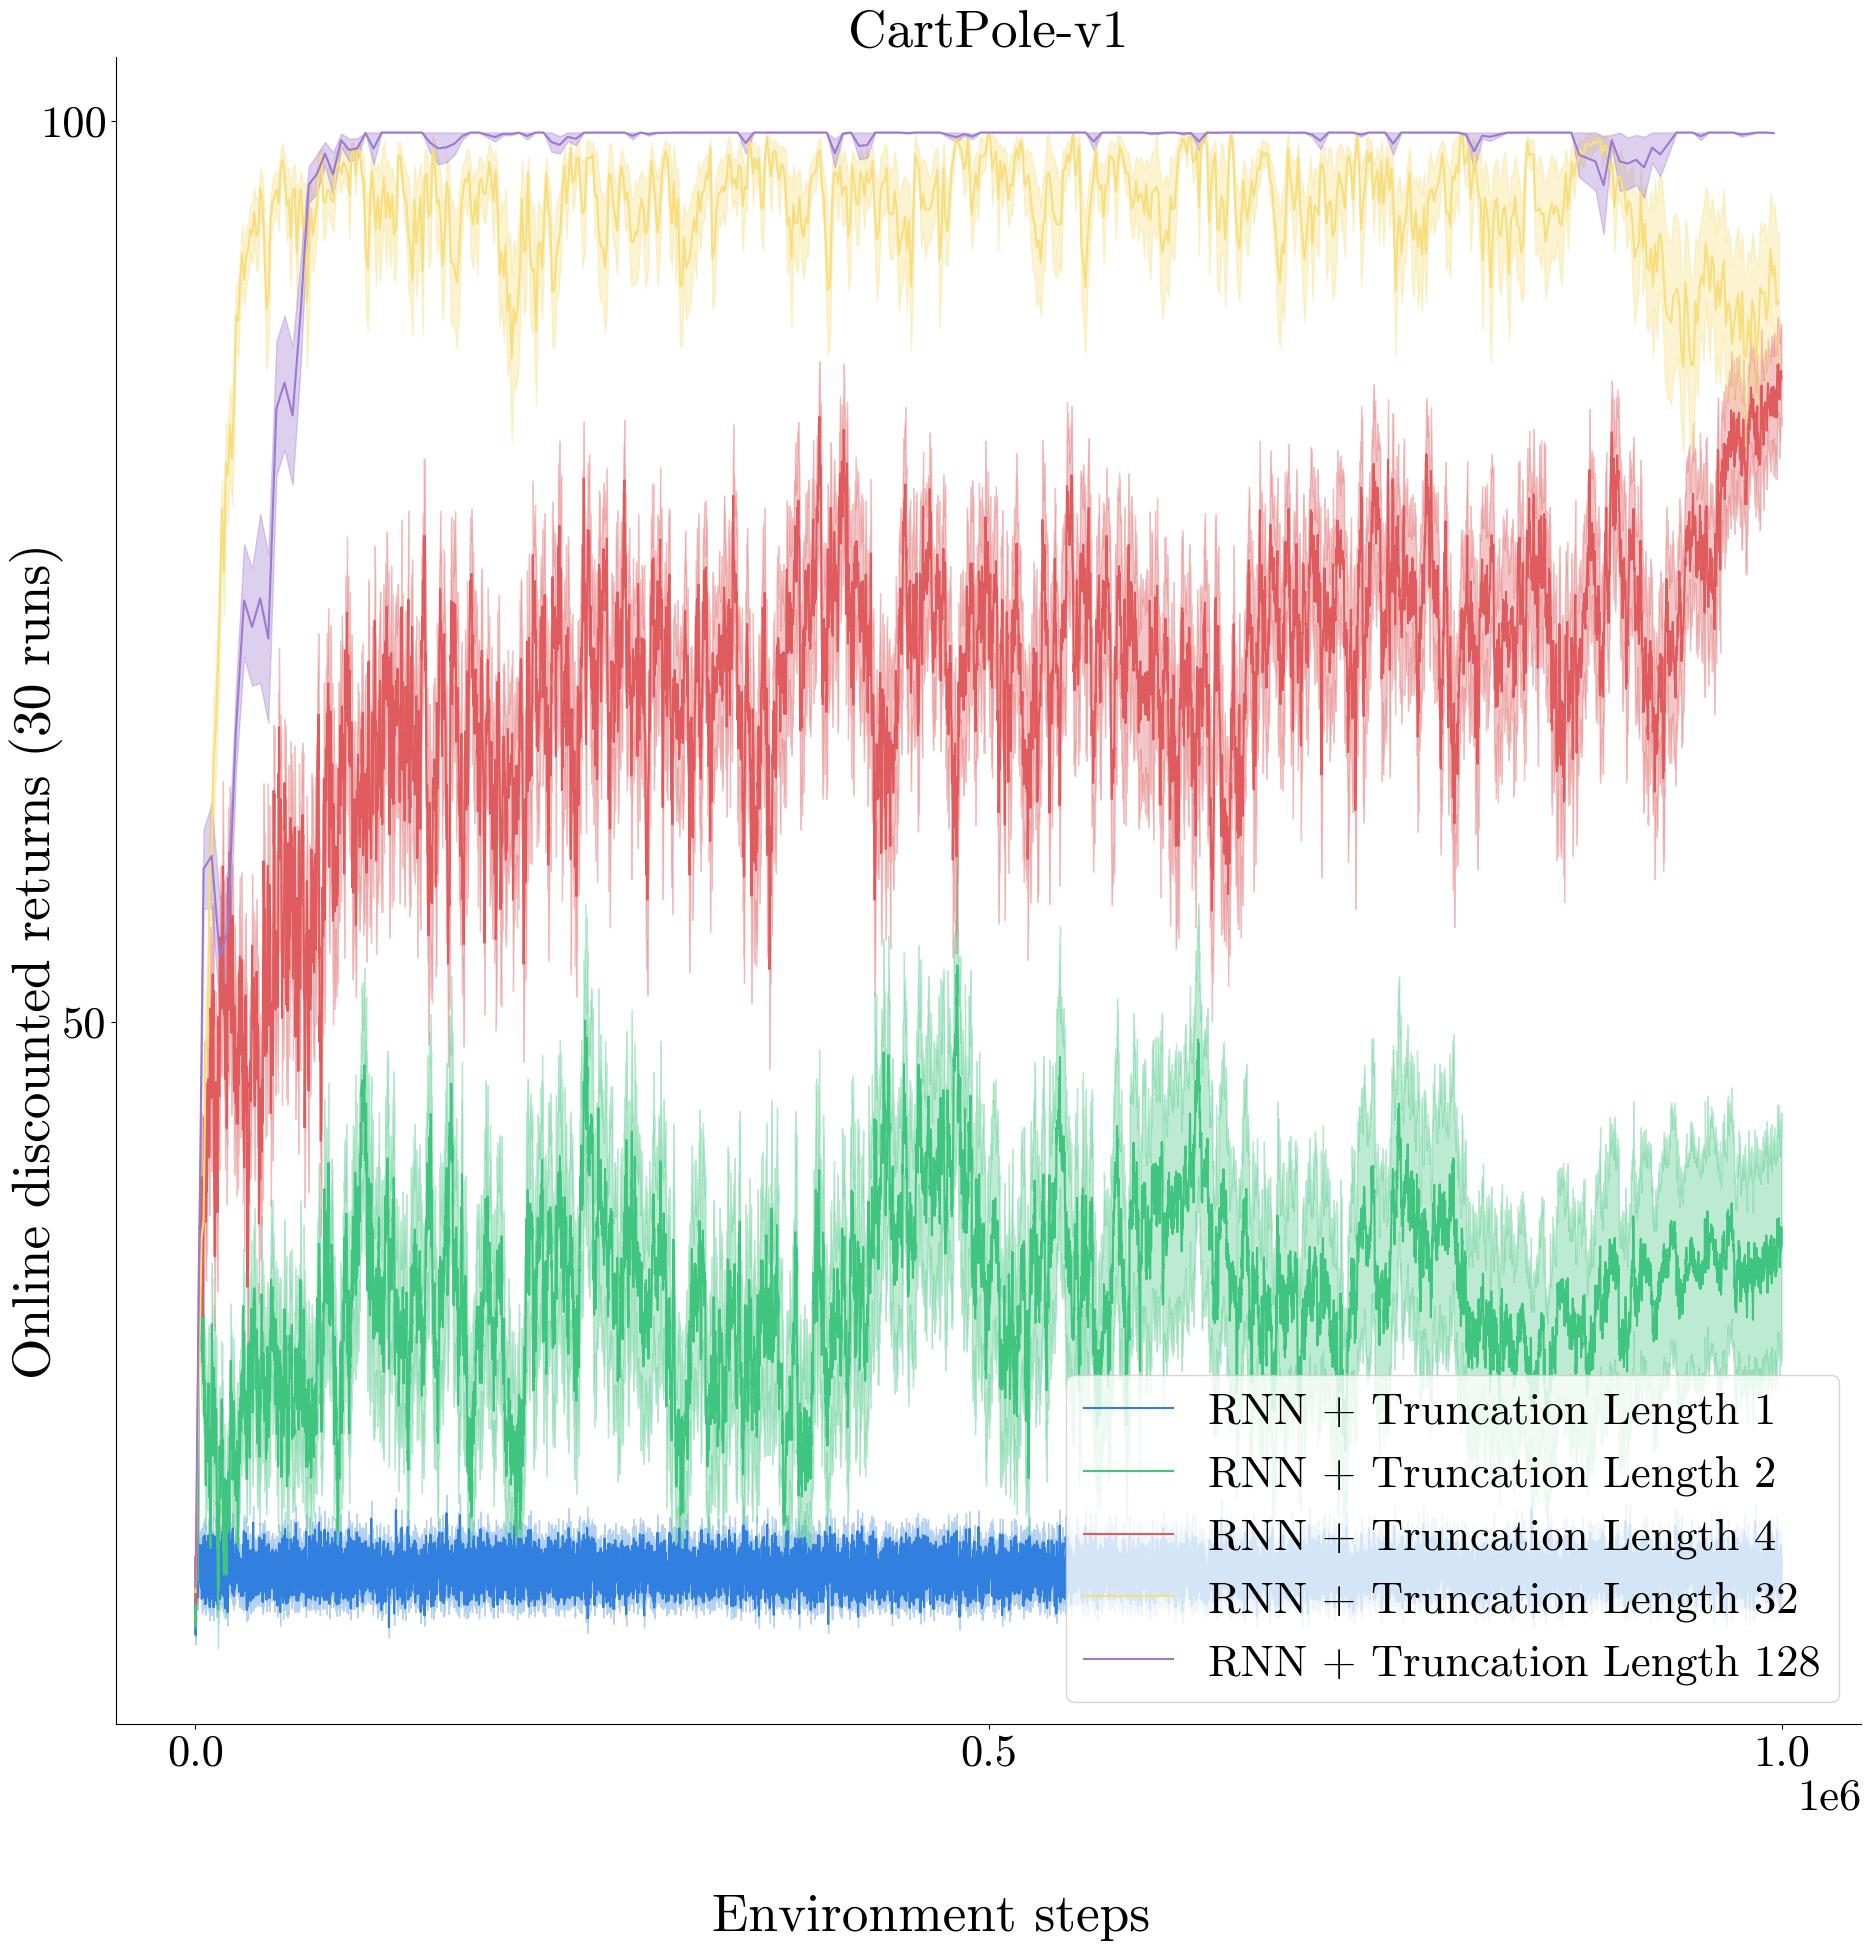 CartPole-v1
100
50
Online discounted returns (30 runs)
RNN + Truncation Length 1
RNN + Truncation Length 2
RNN + Truncation Length 4
RNN + Truncation Length 32
RNN + Truncation Length 128
0.0
0.5
1.0
1e6
Environment steps